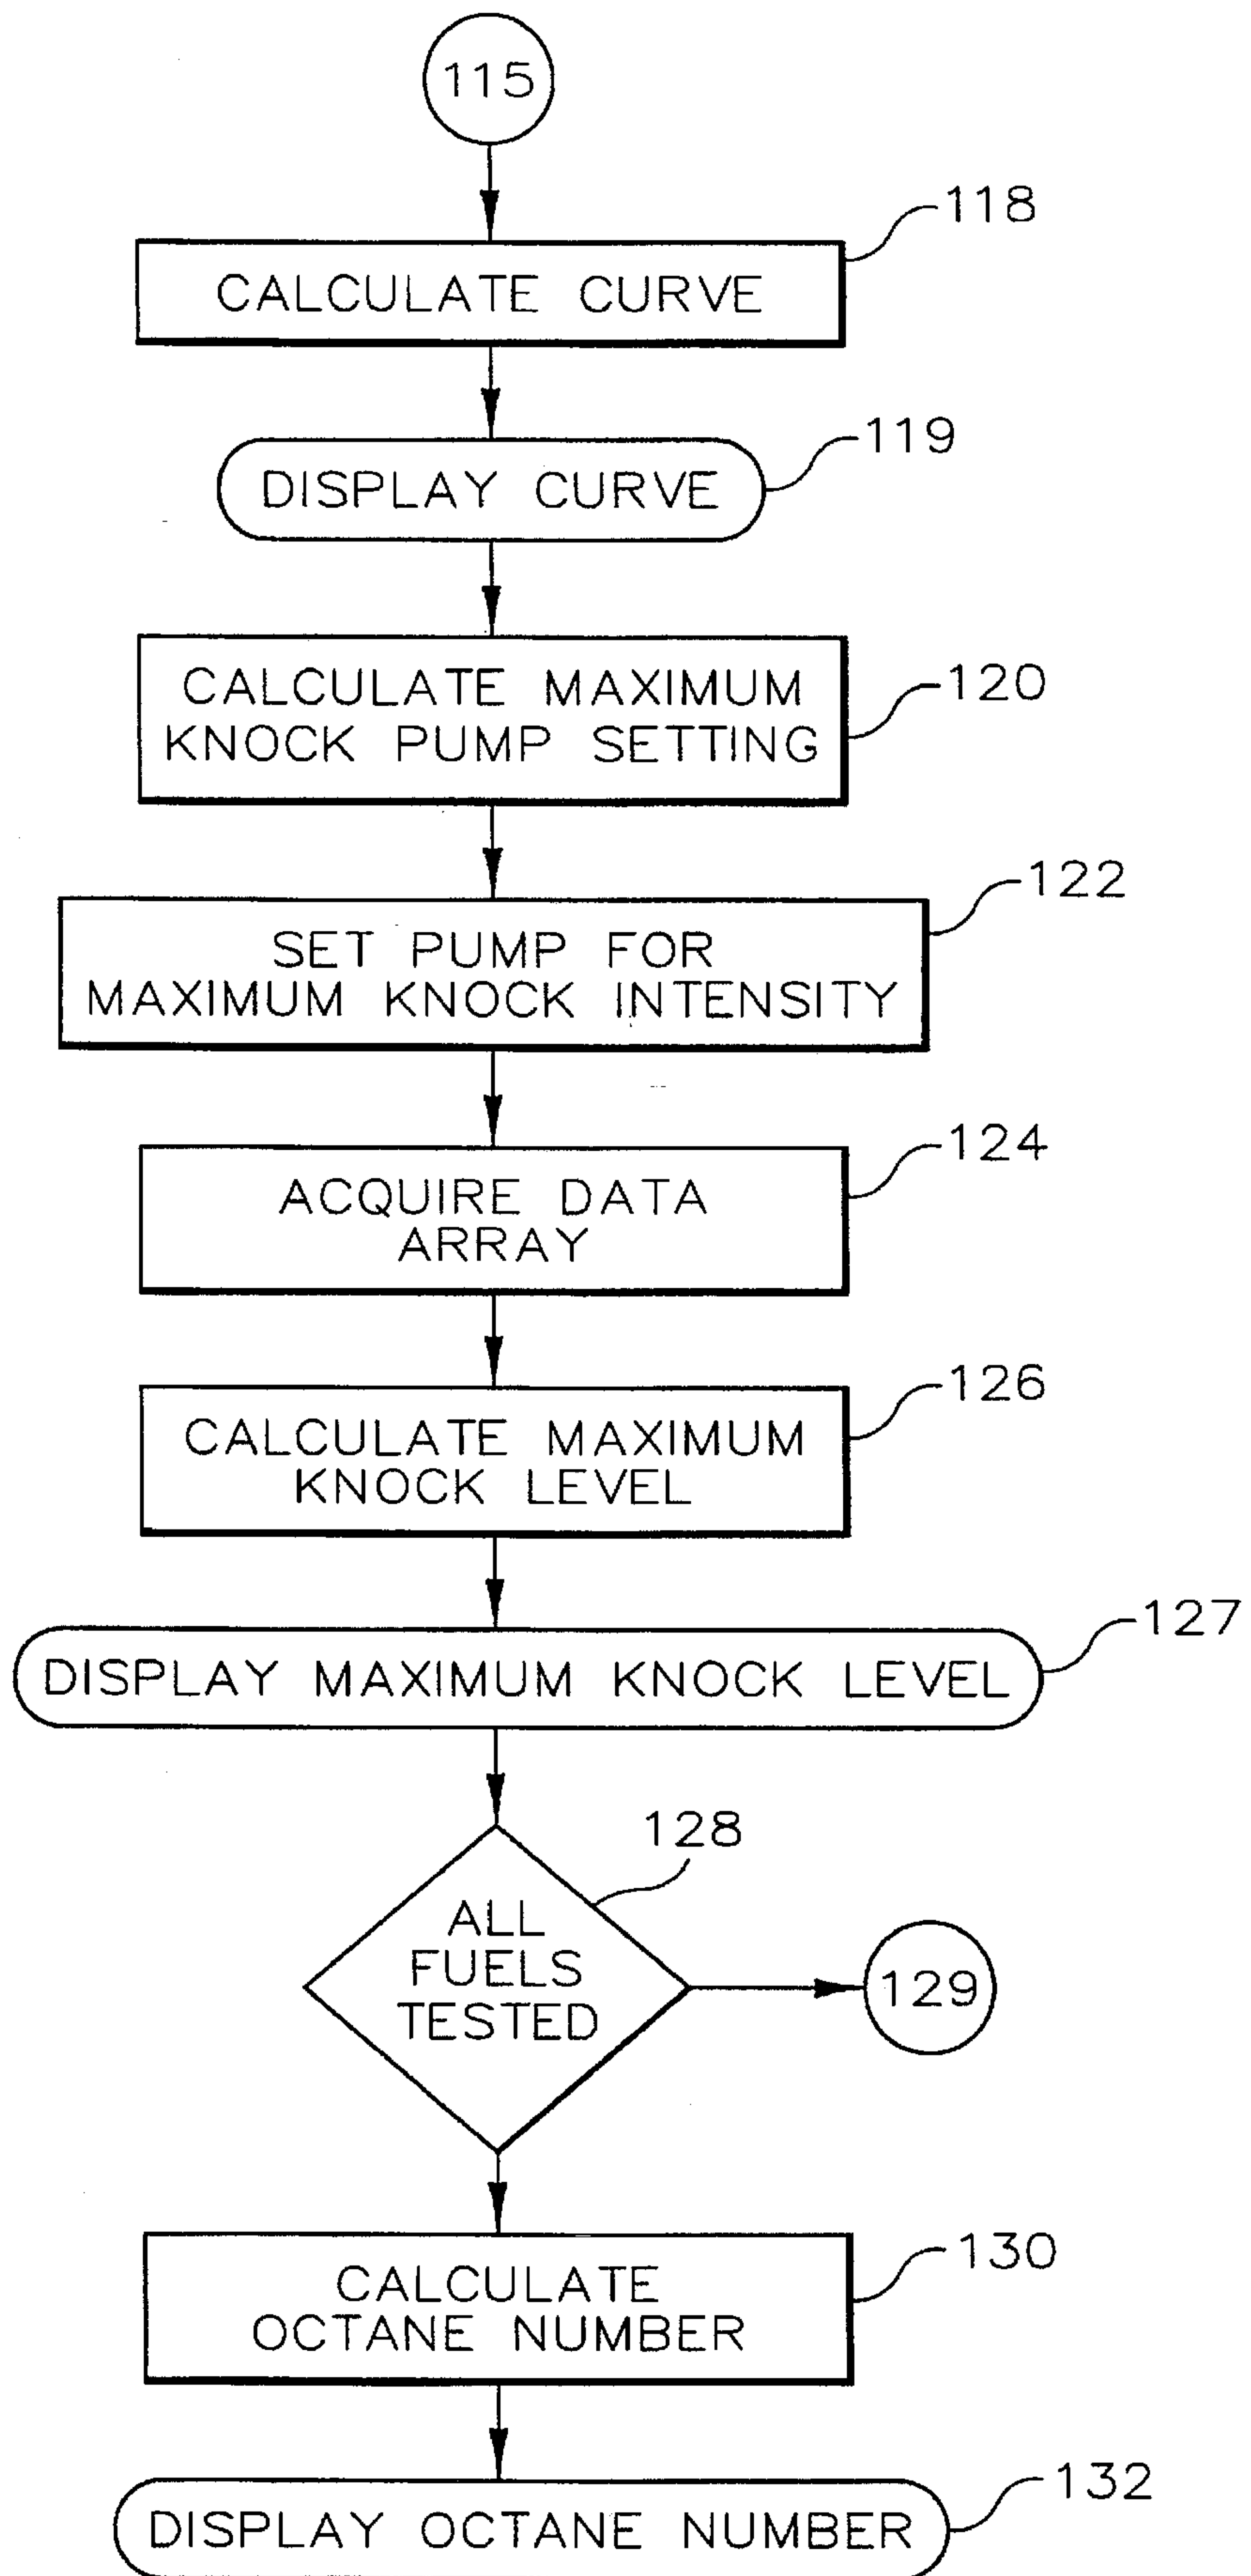 115
118
CALCULATE CURVE
119
DISPLAY CURVE
120
CALCULATE MAXIMUM
KNOCK PUMP SETTING
122
SET PUMP FOR
MAXIMUM KNOCK INTENSITY
124
ACQUIRE DATA
ARRAY
126
CALCULATE MAXIMUM
KNOCK LEVEL
127
DISPLAY MAXIMUM KNOCK LEVEL
128
ALL
FUELS
TESTED
129
130
CALCULATE
OCTANE NUMBER
132
DISPLAY OCTANE NUMBER